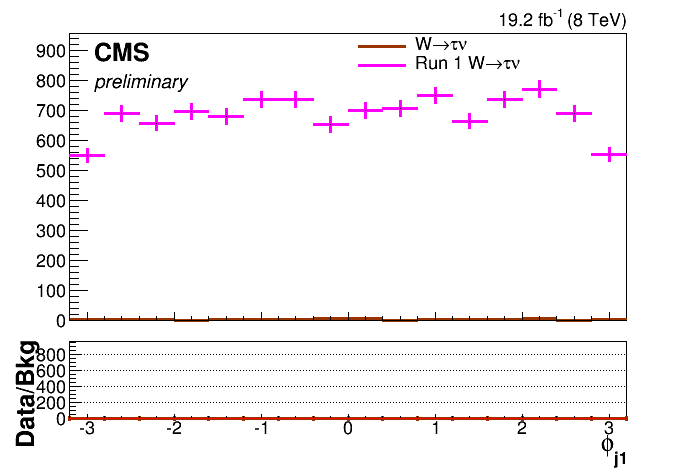 19.2 fb⁻¹ (8 TeV)
CMS
preliminary
W→τν
Run 1 W→τν
900
800
700
600
500
400
300
200
100
0
Data/Bkg
800
600
400
200
0
-3 -2 -1 0 1 2 3
ϕj1